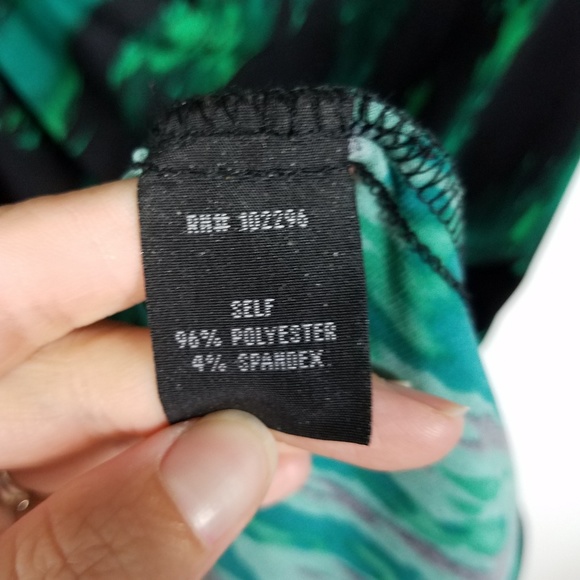 RN# 102296
SELF
96% POLYESTER
4% SPANDEX